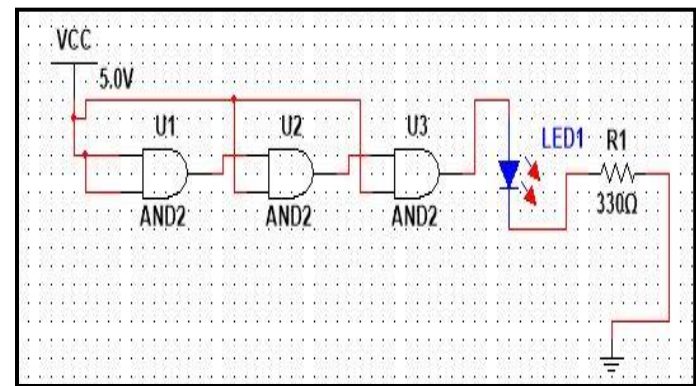 VCC
5.0V
U1
U2
U3
LED1
R1
330Ω
AND2
AND2
AND2